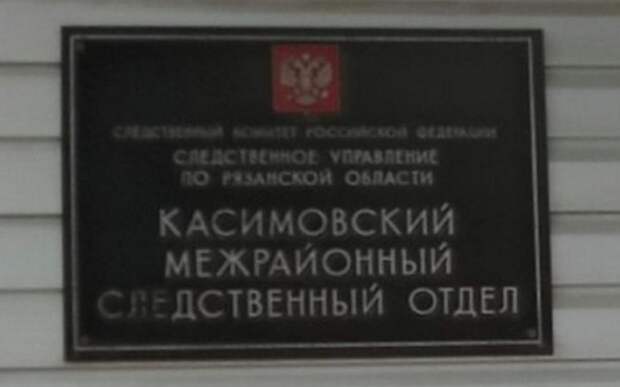 СЛЕДСТВЕННЫЙ КОМИТЕТ РОССИЙСКОЙ ФЕДЕРАЦИИ
СЛЕДСТВЕННОЕ УПРАВЛЕНИЕ
ПО РЯЗАНСКОЙ ОБЛАСТИ
КАСИМОВСКИЙ
МЕЖРАЙОННЫЙ
СЛЕДСТВЕННЫЙ ОТДЕЛ